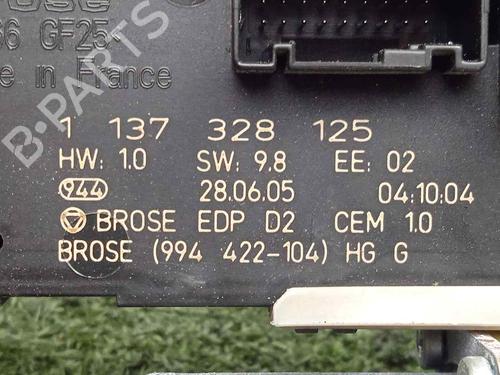 GF25
in France
1 137 328 125
HW: 1.0 SW: 9.8 EE: 02
944 28.06.05 04:10:04
BROSE EDP D2 CEM 1.0
BROSE (994 422-104) HG G
B-PARTS